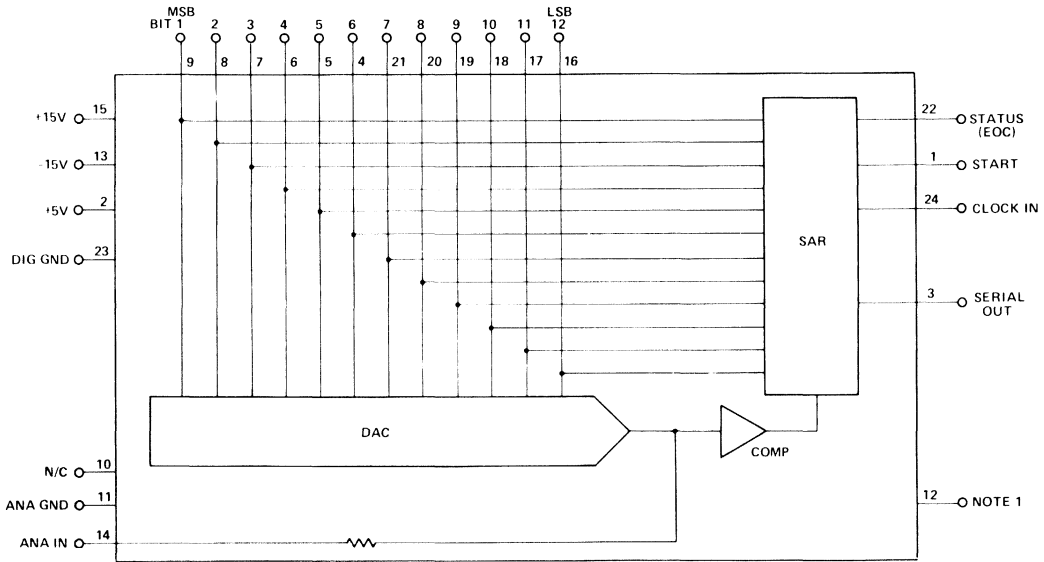 MSB LSB
BIT 1 2 3 4 5 6 7 8 9 10 11 12
9 8 7 6 5 4 21 20 19 18 17 16
+15V 15
-15V 13
+5V 2
DIG GND 23
22 STATUS
(EOC)
1 START
24 CLOCK IN
SAR
3 SERIAL
OUT
DAC
COMP
N/C 10
ANA GND 11
ANA IN 14
12 NOTE 1